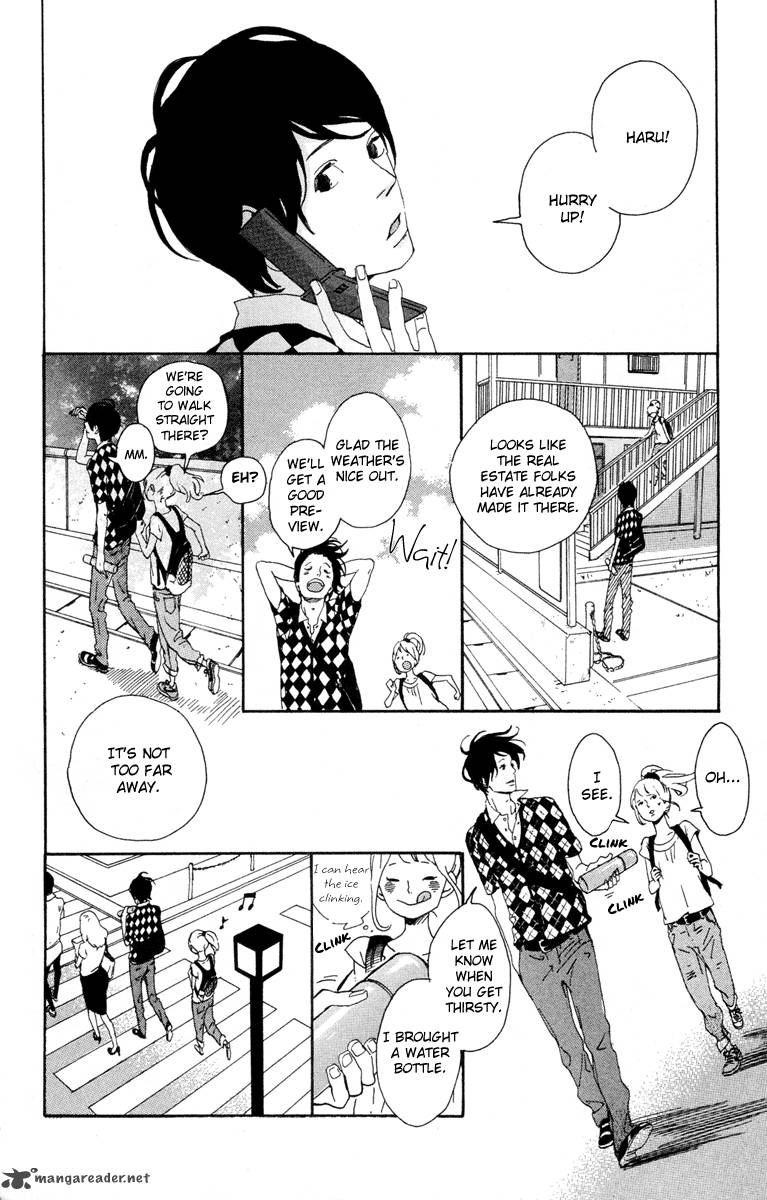 HARU!
HURRY
UP!
LOOKS LIKE
THE REAL
ESTATE FOLKS
HAVE ALREADY
MADE IT THERE.
GLAD THE
WEATHER'S
NICE OUT.
WE'LL
GET A
GOOD
PRE-
VIEW.
Wait!
WE'RE
GOING
TO WALK
STRAIGHT
THERE?
MM.
EH?
OH...
I
SEE.
CLINK
CLINK
IT'S NOT
TOO FAR
AWAY.
LET ME
KNOW
WHEN
YOU GET
THIRSTY.
I BROUGHT
A WATER
BOTTLE.
I can hear
the ice
clinking.
CLINK
mangareader.net